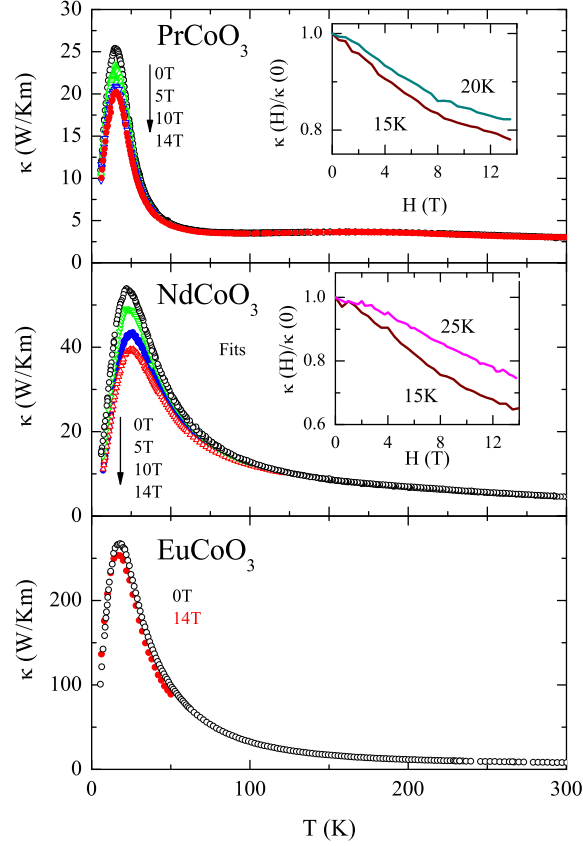 PrCoO3
0T
5T
10T
14T
κ (W/Km)
30
25
20
15
10
5
0
κ (H)/κ (0)
1.0
0.8
20K
15K
0
4
8
12
H (T)
NdCoO3
Fits
0T
5T
10T
14T
κ (W/Km)
40
20
0
κ (H)/κ (0)
1.0
0.8
0.6
25K
15K
0
4
8
12
H (T)
EuCoO3
0T
14T
κ (W/Km)
200
100
0
0
100
200
300
T (K)